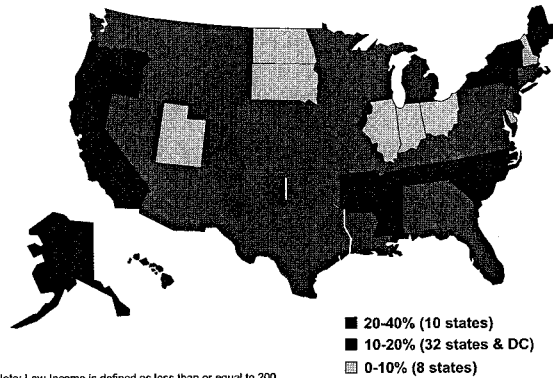 20-40% (10 states)
10-20% (32 states & DC)
0-10% (8 states)
Note: Low Income is defined as less than or equal to 200